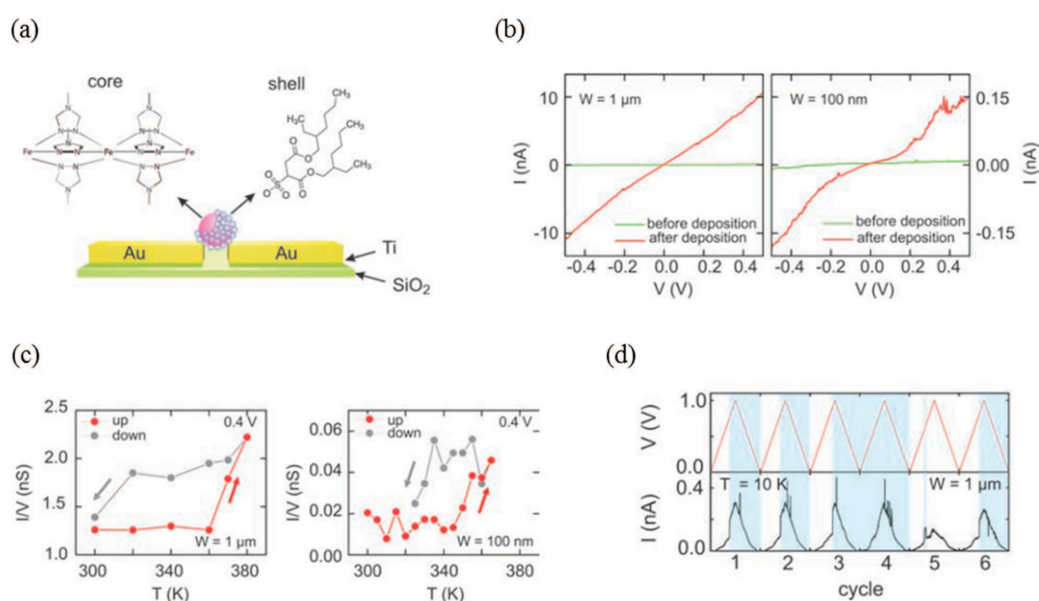 (a)
core
shell
N
N
N
N
N
N
N
N
Fe
Fe
Fe
CH3
CH3
CH3
CH3
H3C
O
O
O
O
S
Au
Au
Ti
SiO2
(b)
W = 1 µm
W = 100 nm
10
0
-10
I (nA)
before deposition
after deposition
before deposition
after deposition
0.15
0.00
-0.15
I (nA)
-0.4 -0.2 0.0 0.2 0.4
-0.4 -0.2 0.0 0.2 0.4
V (V)
V (V)
(c)
2.5
2.0
1.5
1.0
I/V (nS)
up
down
0.4 V
W = 1 µm
300 340 380
T (K)
0.06
0.04
0.02
0.00
I/V (nS)
up
down
0.4 V
W = 100 nm
300 340 380
T (K)
(d)
1.0
0.0
V (V)
T = 10 K
W = 1 µm
0.4
0.0
I (nA)
1 2 3 4 5 6
cycle